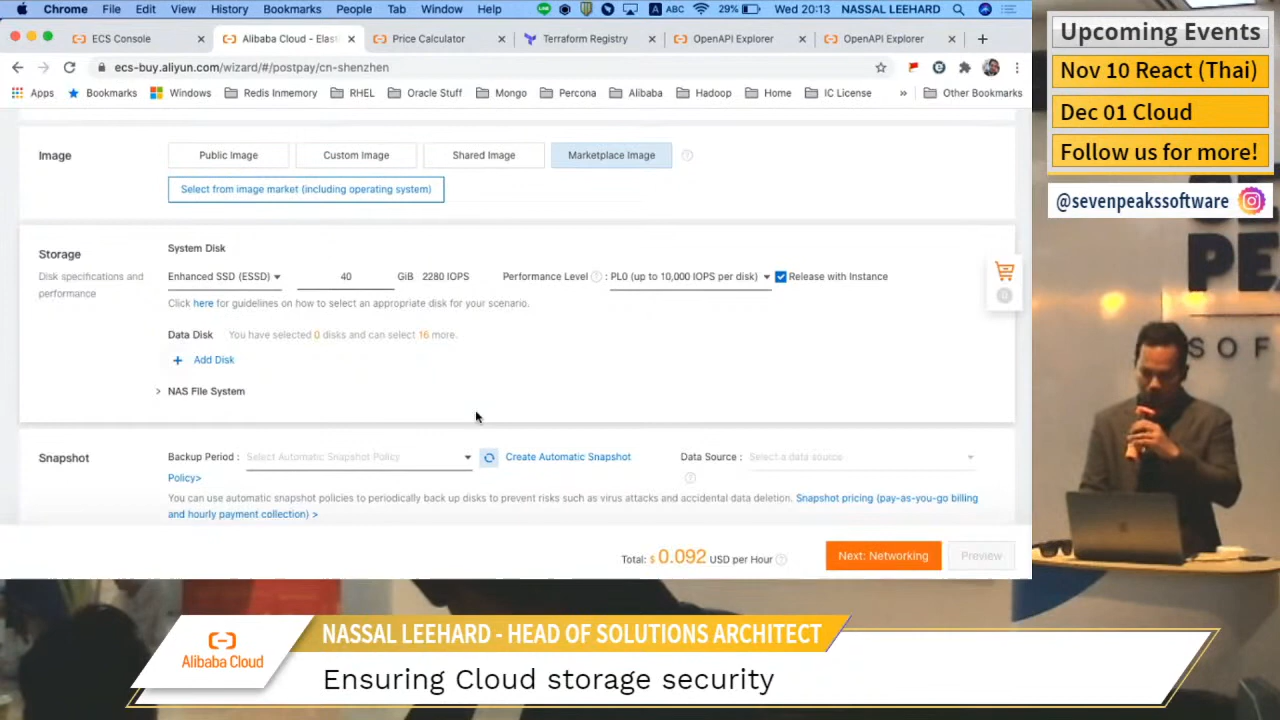 Chrome File Edit View History Bookmarks People Tab Window Help
A ABC 29% Wed 20:13 NASSAL LEEHARD
ECS Console
Alibaba Cloud - Elas
Price Calculator
Terraform Registry
OpenAPI Explorer
OpenAPI Explorer
ecs-buy.aliyun.com/wizard/#/postpay/cn-shenzhen
Apps Bookmarks Windows Redis Inmemory RHEL Oracle Stuff Mongo Percona Alibaba Hadoop Home IC License » Other Bookmarks
Image
Public Image
Custom Image
Shared Image
Marketplace Image
Select from image market (including operating system)
Storage
Disk specifications and
performance
System Disk
Enhanced SSD (ESSD) 40 GiB 2280 IOPS Performance Level : PL0 (up to 10,000 IOPS per disk) Release with Instance
Click here for guidelines on how to select an appropriate disk for your scenario.
Data Disk You have selected 0 disks and can select 16 more.
+ Add Disk
> NAS File System
Snapshot
Backup Period : Select Automatic Snapshot Policy Create Automatic Snapshot
Policy>
Data Source : Select a data source
You can use automatic snapshot policies to periodically back up disks to prevent risks such as virus attacks and accidental data deletion. Snapshot pricing (pay-as-you-go billing
and hourly payment collection) >
Total: $ 0.092 USD per Hour
Next: Networking
Preview
Upcoming Events
Nov 10 React (Thai)
Dec 01 Cloud
Follow us for more!
@sevenpeakssoftware
Alibaba Cloud
NASSAL LEEHARD - HEAD OF SOLUTIONS ARCHITECT
Ensuring Cloud storage security